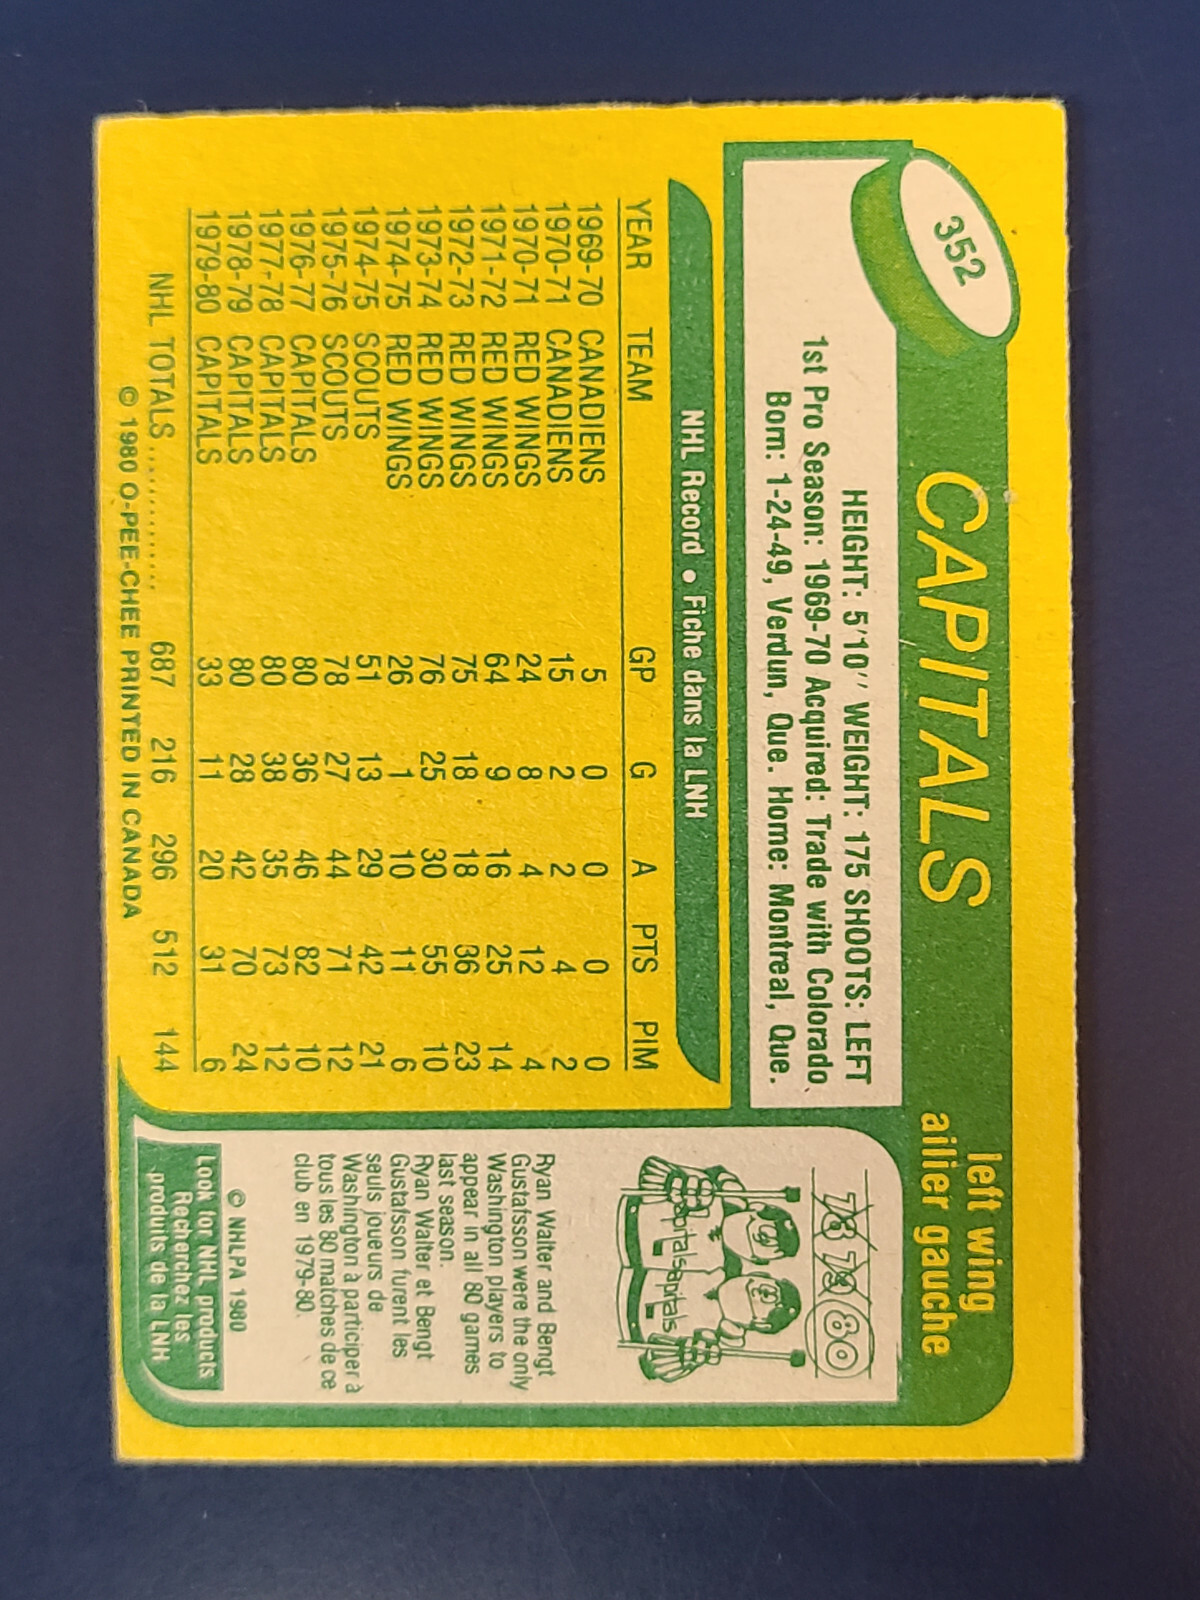 352
CAPITALS
left wing
ailier gauche
HEIGHT: 5'10'' WEIGHT: 175 SHOOTS: LEFT
1st Pro Season: 1969-70 Acquired: Trade with Colorado
Born: 1-24-49, Verdun, Que. Home: Montreal, Que.
NHL Record • Fiche dans la LNH
YEAR TEAM GP G A PTS PIM
1969-70 CANADIENS 5 0 0 0 0
1970-71 CANADIENS 15 2 2 4 2
1970-71 RED WINGS 24 8 4 12 4
1971-72 RED WINGS 64 9 16 25 14
1972-73 RED WINGS 75 18 18 36 23
1973-74 RED WINGS 76 25 30 55 10
1974-75 RED WINGS 26 1 10 11 6
1974-75 SCOUTS 51 13 29 42 21
1975-76 SCOUTS 78 27 44 71 12
1976-77 CAPITALS 80 36 46 82 10
1977-78 CAPITALS 80 38 35 73 12
1978-79 CAPITALS 80 28 42 70 24
1979-80 CAPITALS 33 11 20 31 6
NHL TOTALS ............ 687 216 296 512 144
© 1980 O-PEE-CHEE PRINTED IN CANADA
78 79 80
apitals apitals
Ryan Walter and Bengt
Gustafsson were the only
Washington players to
appear in all 80 games
last season.
Ryan Walter et Bengt
Gustafsson furent les
seuls joueurs de
Washington à participer à
tous les 80 matches de ce
club en 1979-80.
© NHLPA 1980
Look for NHL products
Recherchez les
produits de la LNH